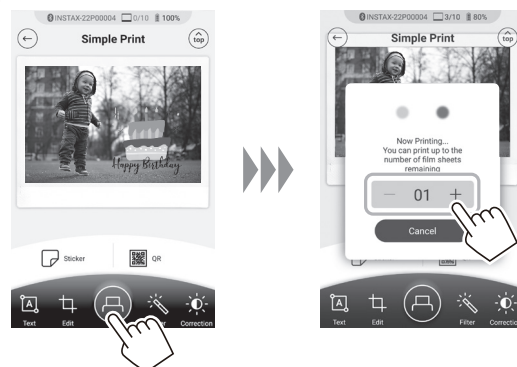 INSTAX-22P00004 0/10 100%
← Simple Print top
Happy Birthday
Sticker QR
Text Edit Correction
INSTAX-22P00004 3/10 80%
← Simple Print top
Now Printing...
You can print up to the
number of film sheets
remaining
— 01 +
Cancel
Text Edit Filter Correction